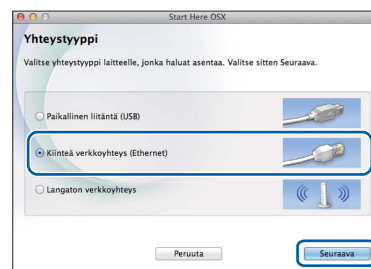 Start Here OSX
Yhteystyyppi
Valitse yhteystyyppi laitteelle, jonka haluat asentaa. Valitse sitten Seuraava.
Paikallinen liitäntä (USB)
Kiinteä verkkoyhteys (Ethernet)
Langaton verkkoyhteys
Peruuta
Seuraava